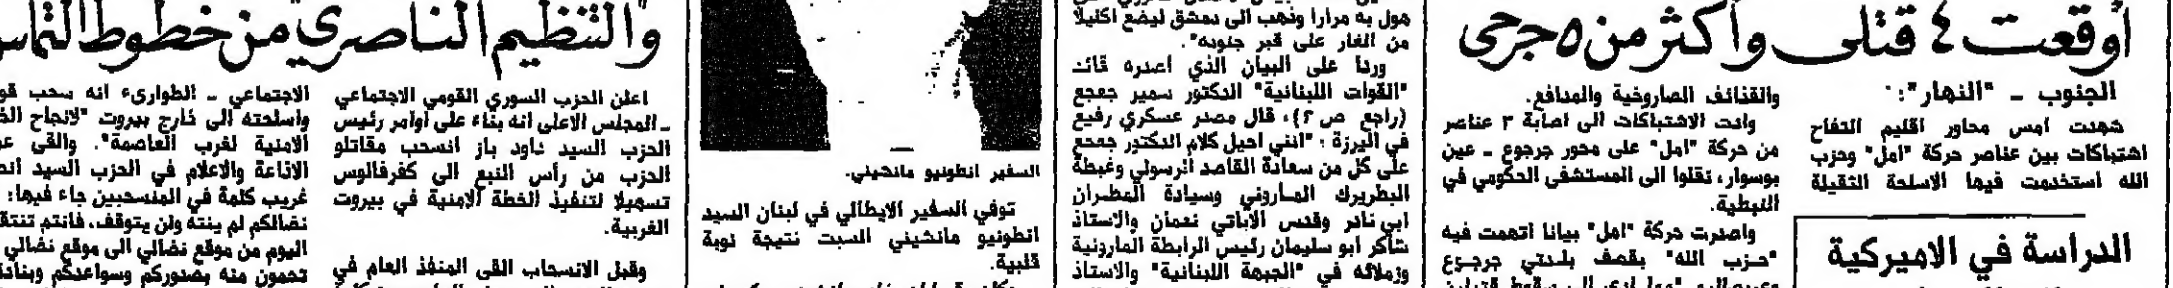 أوقعت ٤ قتلى وأكثر من ٥ جرحى
الجنوب - "النهار":
شهدت امس محاور اقليم التفاح
اشتباكات بين عناصر حركة "امل" وحزب
الله استخدمت فيها الاسلحة الثقيلة
والقذائف الصاروخية والمدافع.
وادت الاشتباكات الى اصابة ٣ عناصر
من حركة "امل" على محور جرجوع - عين
بوسوار، نقلوا الى المستشفى الحكومي في
النبطية.
واصدرت حركة "امل" بيانا اتهمت فيه
"حزب الله" بقصف بلدتي جرجوع
الدراسة في الاميركية
هول به مرارا وذهب الى دمشق ليضع اكليلا
من الغار على قبر جنوده".
وردا على البيان الذي اصدره قائد
"القوات اللبنانية" الدكتور سمير جعجع
(راجع ص ٢)، قال مصدر عسكري رفيع
في اليرزة : "انني احيل كلام الدكتور جعجع
على كل من سعادة القاصد الرسولي وغبطة
البطريرك الماروني وسيادة المطران
ابي نادر وقدس الأباتي نعمان والاستاذ
شاكر ابو سليمان رئيس الرابطة المارونية
وزملائه في "الجبهة اللبنانية" والاستاذ
السفير انطونيو مانشيني.
توفي السفير الايطالي في لبنان السيد
انطونيو مانشيني السبت نتيجة نوبة
قلبية.
والتنظيم الناصري" من خطوط التماس
اعلن الحزب السوري القومي الاجتماعي
- المجلس الاعلى انه بناء على اوامر رئيس
الحزب السيد داود باز انسحب مقاتلو
الحزب من رأس النبع الى كفرفالوس
تسهيلا لتنفيذ الخطة الامنية في بيروت
الغربية.
وقبل الانسحاب القى المنفذ العام في
الاجتماعي - الطوارىء انه سحب
واسلحته الى خارج بيروت "لانجاح
الامنية لغرب العاصمة". والقى
الاذاعة والاعلام في الحزب السيد
غريب كلمة في المنسحبين جاء فيها:
نضالكم لم ينته ولن يتوقف، فانتم
اليوم من موقع نضالي الى موقع نضالي
تحمون منه بصدوركم وسواعدكم